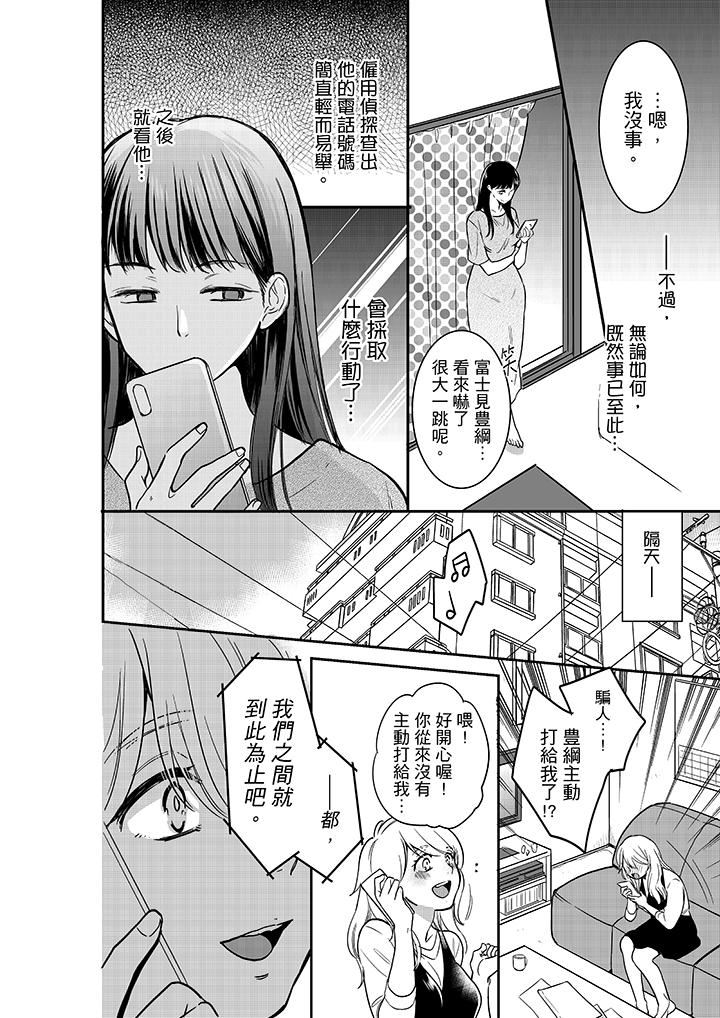 …嗯，
我沒事。
——不過，
無論如何，
既然事已至此…
富士見豊綱…
看來嚇了
很大一跳呢。
笑
僱用偵探查出
他的電話號碼
簡直輕而易舉。
之後
就看他…
會採取
什麼行動了…
隔天——
騙人…！
豊綱主動
打給我了!?
喂！
好開心喔！
你從來沒有
主動打給我…
——都，
我們之間就
到此為止吧。